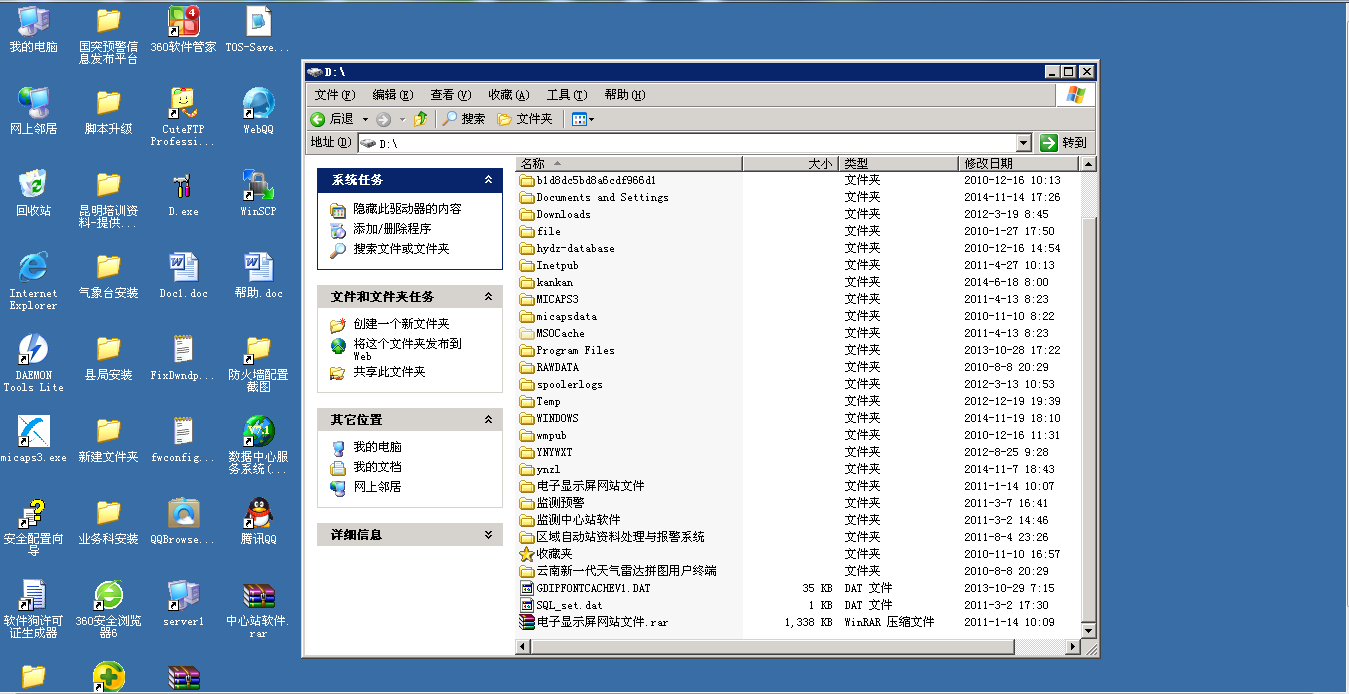 我的电脑
国突预警信
息发布平台
4
360软件管家
TOS-Save...
网上邻居
脚本升级
CuteFTP
Professi...
WebQQ
回收站
昆明培训资
料-提供...
D.exe
WinSCP
Internet
Explorer
气象台安装
Doc1.doc
帮助.doc
DAEMON
Tools Lite
县局安装
FixDwndp...
防火墙配置
截图
micaps3.exe
新建文件夹
fwconfig...
数据中心服
务系统(...
安全配置向
导
业务科安装
QQBrowse...
腾讯QQ
软件狗许可
证生成器
360安全浏览
器6
server1
中心站软件.
rar
D:\
文件(F) 编辑(E) 查看(V) 收藏(A) 工具(T) 帮助(H)
后退 搜索 文件夹
地址(D) D:\ 转到
系统任务
隐藏此驱动器的内容
添加/删除程序
搜索文件或文件夹
文件和文件夹任务
创建一个新文件夹
将这个文件夹发布到
Web
共享此文件夹
其它位置
我的电脑
我的文档
网上邻居
详细信息
名称 大小 类型 修改日期
b1d8dc5bd8a6cdf966d1 文件夹 2010-12-16 10:13
Documents and Settings 文件夹 2014-11-14 17:26
Downloads 文件夹 2012-3-19 8:45
file 文件夹 2010-1-27 17:50
hydz-database 文件夹 2010-12-16 14:54
Inetpub 文件夹 2011-4-27 10:13
kankan 文件夹 2014-6-18 8:00
MICAPS3 文件夹 2011-4-13 8:23
micapsdata 文件夹 2010-11-10 8:22
MSOCache 文件夹 2011-4-13 8:23
Program Files 文件夹 2013-10-28 17:22
RAWDATA 文件夹 2010-8-8 20:29
spoolerlogs 文件夹 2012-3-13 10:53
Temp 文件夹 2012-12-19 19:39
WINDOWS 文件夹 2014-11-19 18:10
wmpub 文件夹 2010-12-16 11:31
YNYWXT 文件夹 2012-8-25 9:28
ynzl 文件夹 2014-11-7 18:43
电子显示屏网站文件 文件夹 2011-1-14 10:07
监测预警 文件夹 2011-3-7 16:41
监测中心站软件 文件夹 2011-3-2 14:46
区域自动站资料处理与报警系统 文件夹 2011-8-4 23:26
收藏夹 文件夹 2010-11-10 16:57
云南新一代天气雷达拼图用户终端 文件夹 2010-8-8 20:29
GDIPFONTCACHEV1.DAT 35 KB DAT 文件 2013-10-29 7:15
SQL_set.dat 1 KB DAT 文件 2011-3-2 17:30
电子显示屏网站文件.rar 1,338 KB WinRAR 压缩文件 2011-1-14 10:09